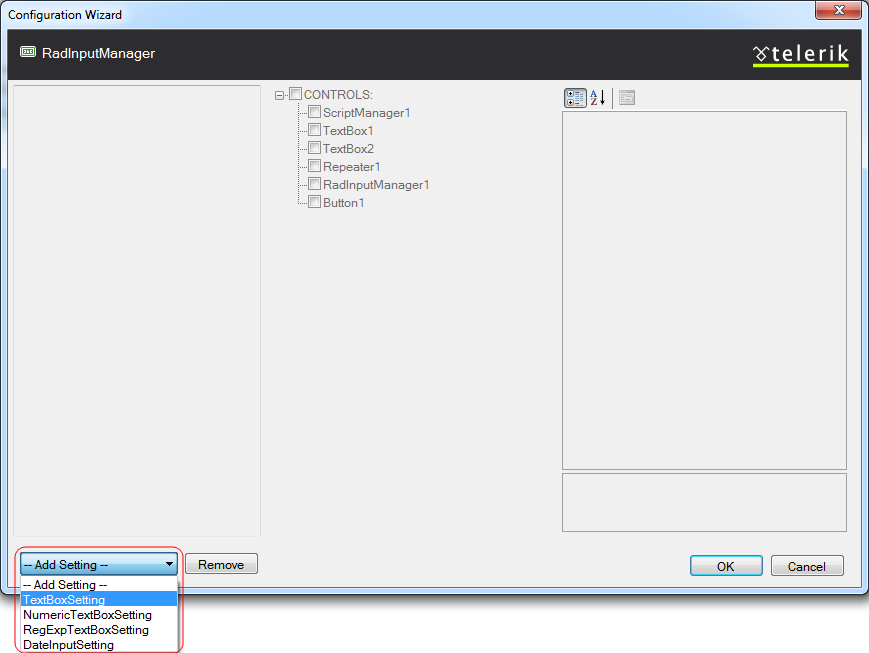 Configuration Wizard
RadInputManager
telerik
CONTROLS:
ScriptManager1
TextBox1
TextBox2
Repeater1
RadInputManager1
Button1
-- Add Setting --
Remove
OK
Cancel
-- Add Setting --
TextBoxSetting
NumericTextBoxSetting
RegExpTextBoxSetting
DateInputSetting